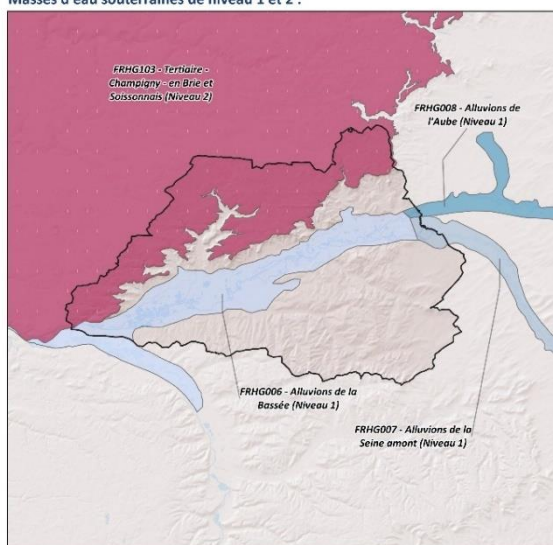 Masses d'eau souterraines de niveau 1 et 2 :
FRHG103 - Tertiaire -
Champigny - en Brie et
Soissonnais (Niveau 2)
FRHG008 - Alluvions de
l'Aube (Niveau 1)
FRHG006 - Alluvions de la
Bassée (Niveau 1)
FRHG007 - Alluvions de la
Seine amont (Niveau 1)